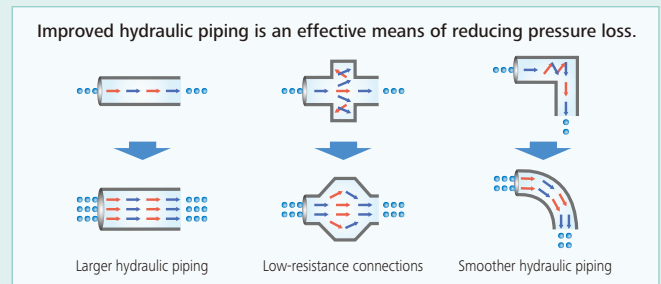 Improved hydraulic piping is an effective means of reducing pressure loss.
Larger hydraulic piping
Low-resistance connections
Smoother hydraulic piping